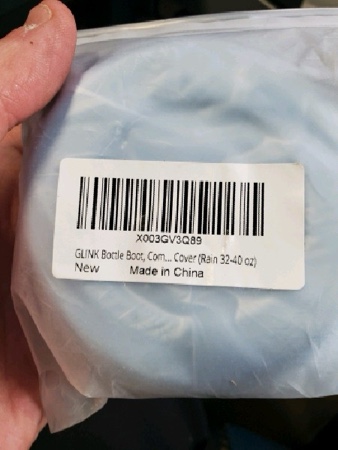 X003GV3Q89
GLINK Bottle Boot, Com... Cover (Rain 32-40 oz)
New Made in China